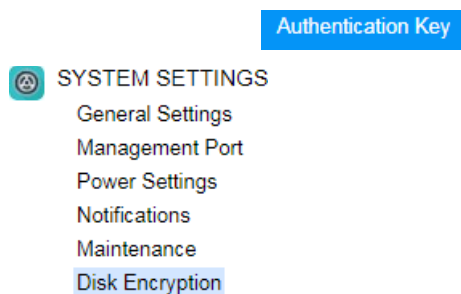 Authentication Key
SYSTEM SETTINGS
General Settings
Management Port
Power Settings
Notifications
Maintenance
Disk Encryption